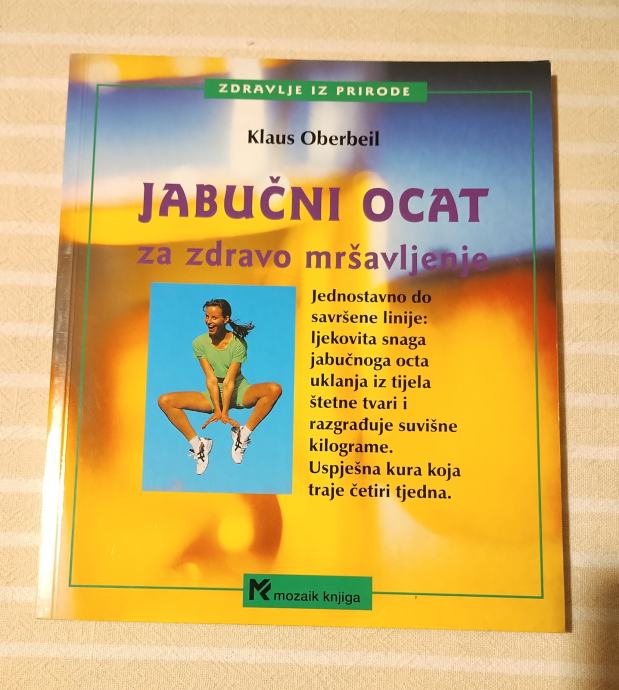 ZDRAVLJE IZ PRIRODE
Klaus Oberbeil
JABUČNI OCAT
za zdravo mršavljenje
Jednostavno do
savršene linije:
ljekovita snaga
jabučnoga octa
uklanja iz tijela
štetne tvari i
razgrađuje suvišne
kilograme.
Uspješna kura koja
traje četiri tjedna.
mozaik knjiga